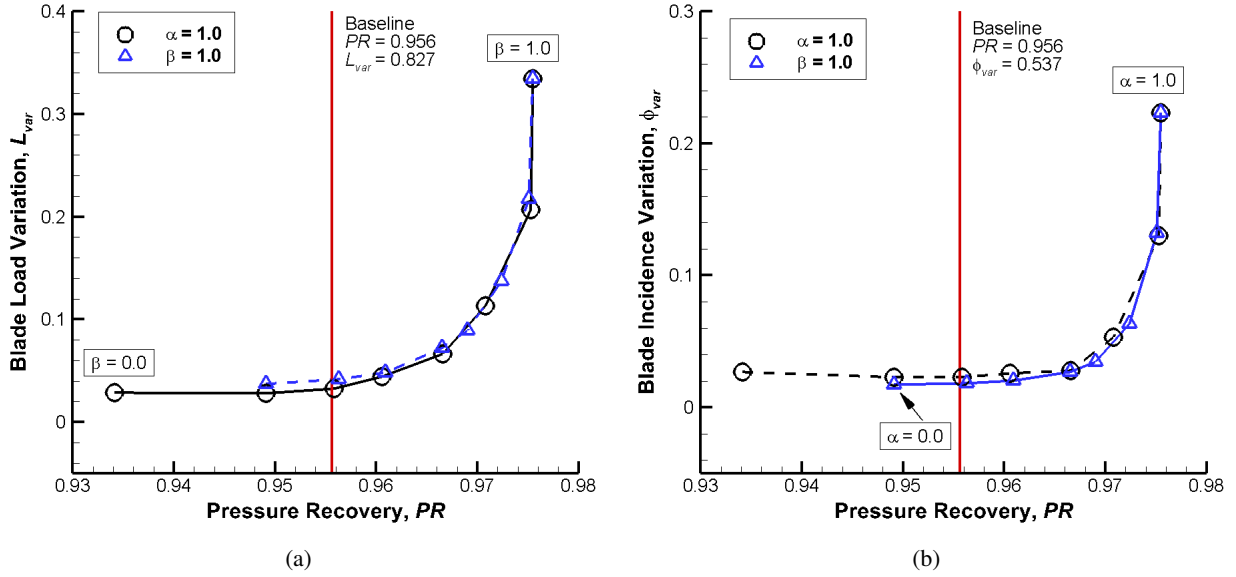 α = 1.0
β = 1.0
Baseline
PR = 0.956
L_var = 0.827
β = 1.0
β = 0.0
0.4
0.3
0.2
0.1
0
Blade Load Variation, L_var
0.93
0.94
0.95
0.96
0.97
0.98
Pressure Recovery, PR
(a)
α = 1.0
β = 1.0
Baseline
PR = 0.956
ϕ_var = 0.537
α = 1.0
α = 0.0
0.3
0.2
0.1
0
Blade Incidence Variation, ϕ_var
0.93
0.94
0.95
0.96
0.97
0.98
Pressure Recovery, PR
(b)